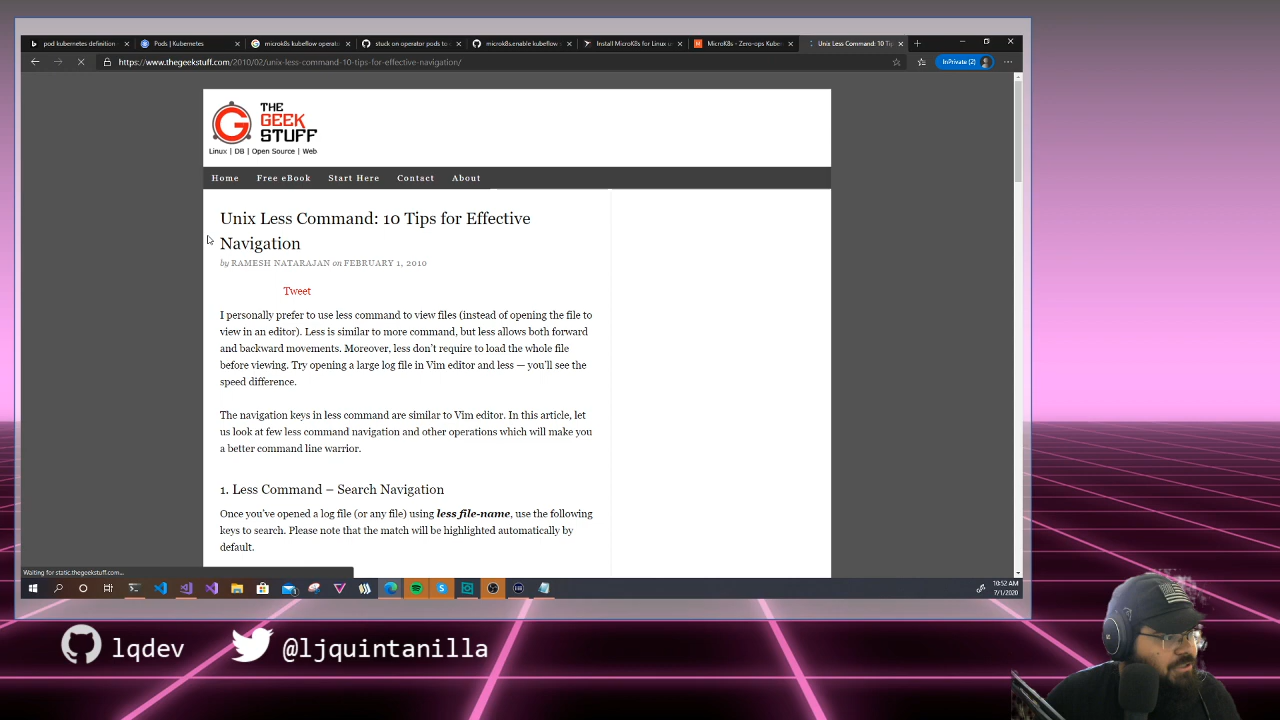 pod kubernetes definition
Pods | Kubernetes
microk8s kubeflow operat
stuck on operator pods to
microk8s.enable kubeflow
Install MicroK8s for Linux u
MicroK8s - Zero-ops Kube
Unix Less Command: 10 Tip
https://www.thegeekstuff.com/2010/02/unix-less-command-10-tips-for-effective-navigation/
InPrivate (2)
THE
GEEK
STUFF
Linux | DB | Open Source | Web
Home Free eBook Start Here Contact About
Unix Less Command: 10 Tips for Effective
Navigation
by RAMESH NATARAJAN on FEBRUARY 1, 2010
Tweet
I personally prefer to use less command to view files (instead of opening the file to
view in an editor). Less is similar to more command, but less allows both forward
and backward movements. Moreover, less don't require to load the whole file
before viewing. Try opening a large log file in Vim editor and less — you'll see the
speed difference.
The navigation keys in less command are similar to Vim editor. In this article, let
us look at few less command navigation and other operations which will make you
a better command line warrior.
1. Less Command – Search Navigation
Once you've opened a log file (or any file) using less file-name, use the following
keys to search. Please note that the match will be highlighted automatically by
default.
Waiting for static.thegeekstuff.com...
10:52 AM
7/1/2020
lqdev @ljquintanilla